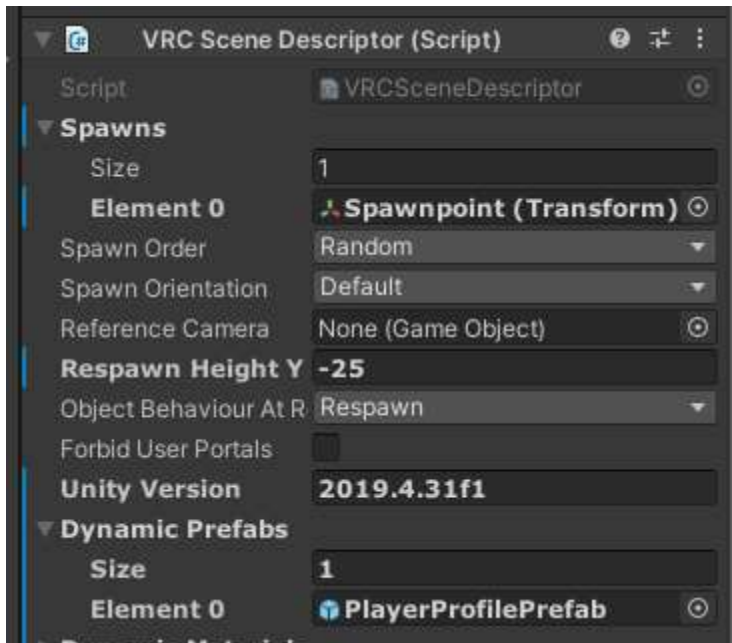 VRC Scene Descriptor (Script)
Script VRCSceneDescriptor
Spawns
Size 1
Element 0 Spawnpoint (Transform)
Spawn Order Random
Spawn Orientation Default
Reference Camera None (Game Object)
Respawn Height Y -25
Object Behaviour At R Respawn
Forbid User Portals
Unity Version 2019.4.31f1
Dynamic Prefabs
Size 1
Element 0 PlayerProfilePrefab